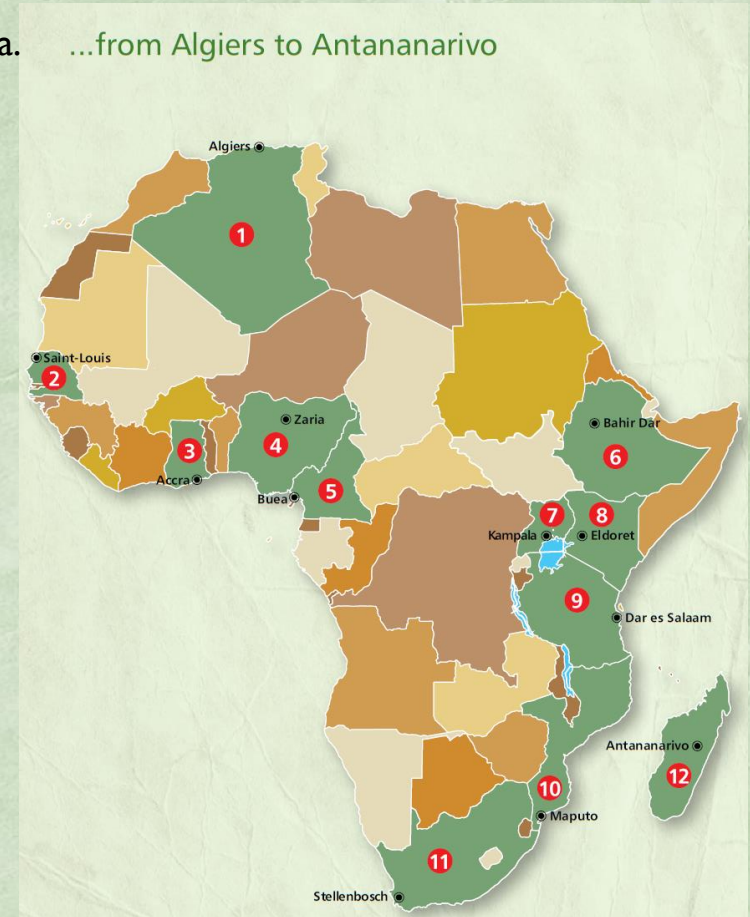 a.
...from Algiers to Antananarivo
Algiers
1
Saint-Louis
2
Zaria
Bahir Dar
3
4
6
Accra
5
Buea
7
8
Kampala
Eldoret
9
Dar es Salaam
Antananarivo
12
10
Maputo
11
Stellenbosch